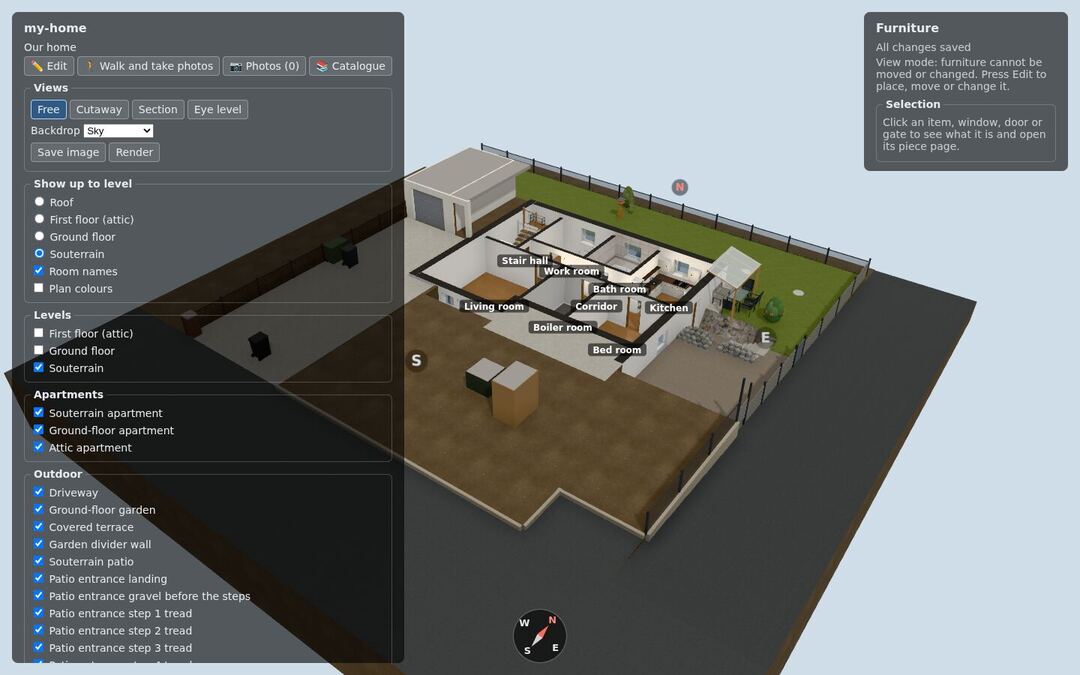 my-home
Our home
✏️ Edit
🚶 Walk and take photos
📷 Photos (0)
📚 Catalogue
Views
Free
Cutaway
Section
Eye level
Backdrop Sky
Save image
Render
Show up to level
Roof
First floor (attic)
Ground floor
Souterrain
Room names
Plan colours
Levels
First floor (attic)
Ground floor
Souterrain
Apartments
Souterrain apartment
Ground-floor apartment
Attic apartment
Outdoor
Driveway
Ground-floor garden
Covered terrace
Garden divider wall
Souterrain patio
Patio entrance landing
Patio entrance gravel before the steps
Patio entrance step 1 tread
Patio entrance step 2 tread
Patio entrance step 3 tread
N
Stair hall
Work room
Bath room
Living room
Corridor
Kitchen
Boiler room
Bed room
E
S
W
N
S
E
Furniture
All changes saved
View mode: furniture cannot be
moved or changed. Press Edit to
place, move or change it.
Selection
Click an item, window, door or
gate to see what it is and open
its piece page.